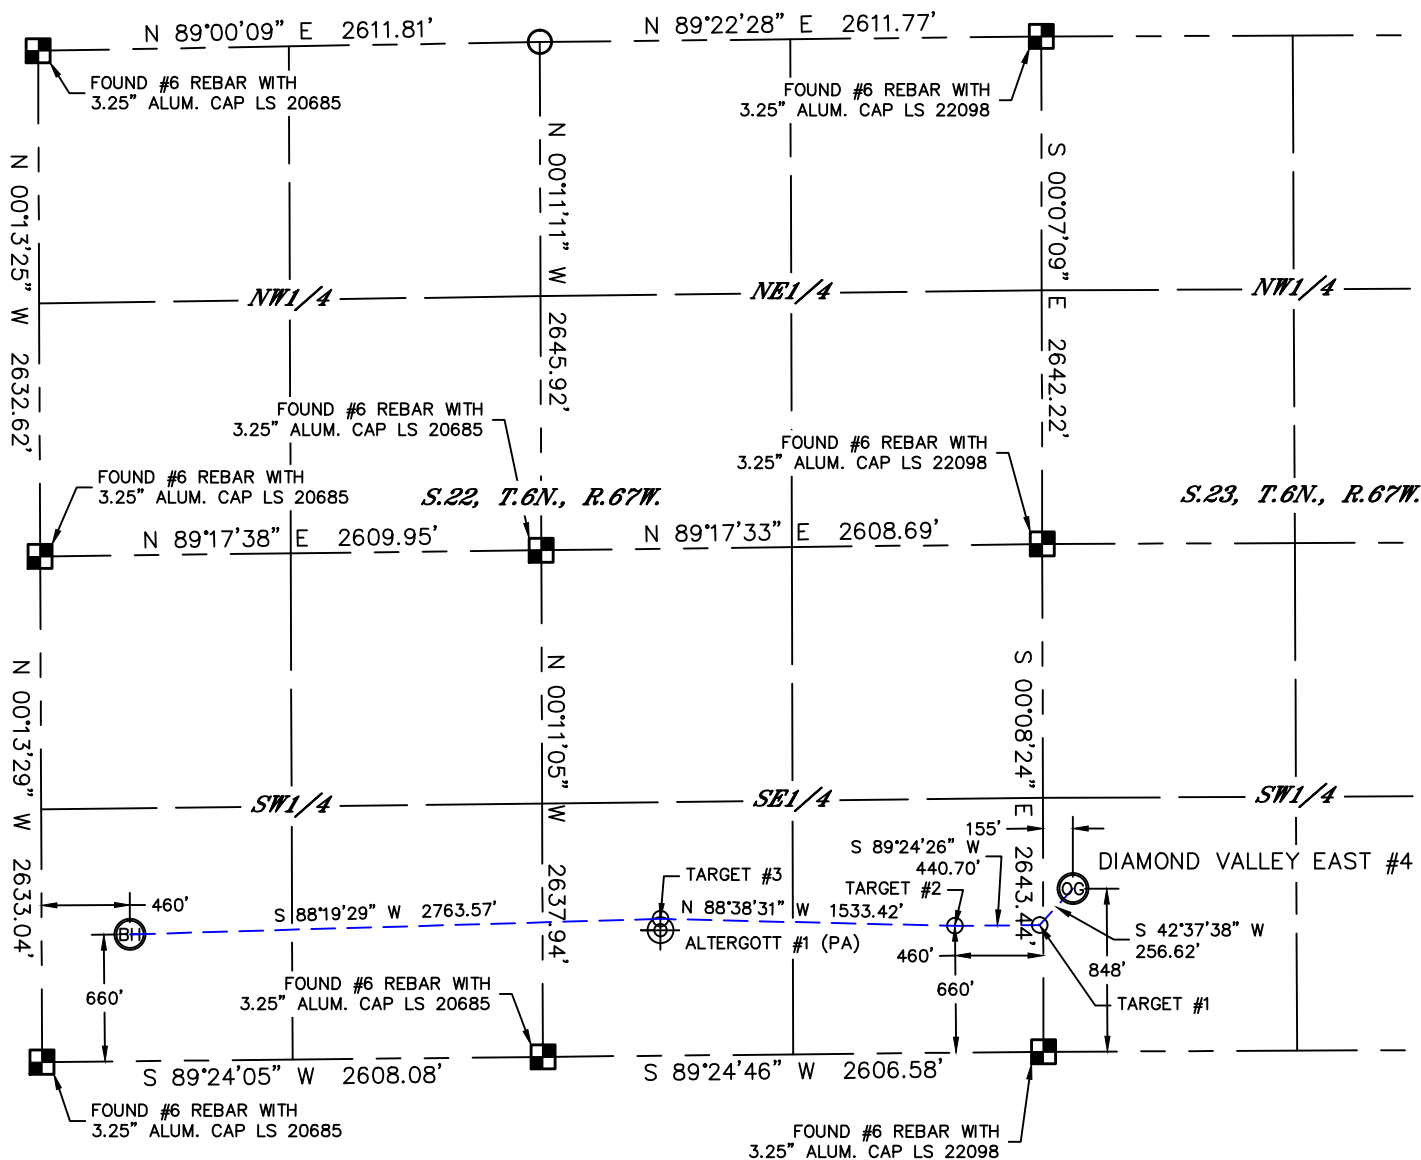 N 89°00'09" E 2611.81'
N 89°22'28" E 2611.77'
FOUND #6 REBAR WITH
3.25" ALUM. CAP LS 20685
FOUND #6 REBAR WITH
3.25" ALUM. CAP LS 22098
N 00°13'25" W 2632.62'
N 00°11'11" W 2645.92'
S 00°07'09" E 2642.22'
NW1/4
NE1/4
NW1/4
FOUND #6 REBAR WITH
3.25" ALUM. CAP LS 20685
FOUND #6 REBAR WITH
3.25" ALUM. CAP LS 22098
FOUND #6 REBAR WITH
3.25" ALUM. CAP LS 20685
S.22, T.6N., R.67W.
S.23, T.6N., R.67W.
N 89°17'38" E 2609.95'
N 89°17'33" E 2608.69'
N 00°13'29" W 2633.04'
N 00°11'05" W 2637.94'
S 00°08'24" E 2643.44'
SW1/4
SE1/4
SW1/4
155'
S 89°24'26" W
440.70'
DIAMOND VALLEY EAST #4
TARGET #3
TARGET #2
OG
460'
S 88°19'29" W 2763.57'
N 88°38'31" W 1533.42'
BH
ALTERGOTT #1 (PA)
S 42°37'38" W
256.62'
460'
848'
660'
660'
TARGET #1
FOUND #6 REBAR WITH
3.25" ALUM. CAP LS 20685
S 89°24'05" W 2608.08'
S 89°24'46" W 2606.58'
FOUND #6 REBAR WITH
3.25" ALUM. CAP LS 20685
FOUND #6 REBAR WITH
3.25" ALUM. CAP LS 22098